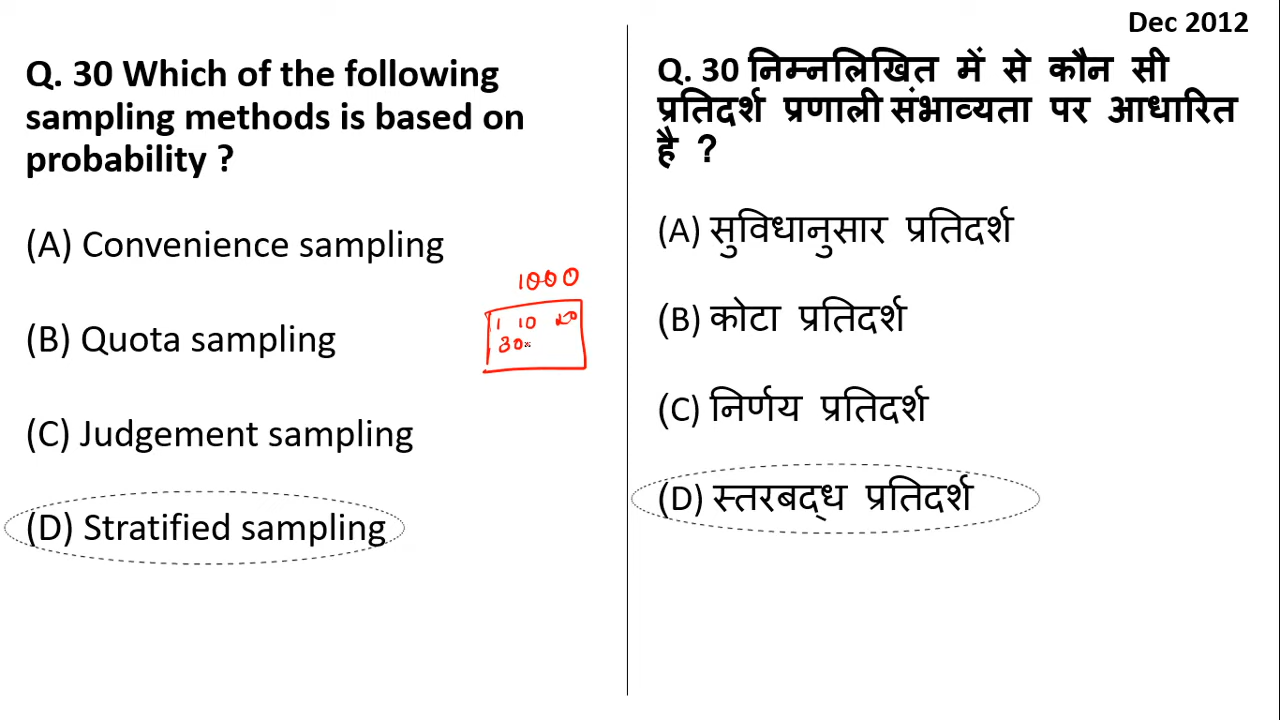 Dec 2012
Q. 30 Which of the following
sampling methods is based on
probability ?
(A) Convenience sampling
(B) Quota sampling
(C) Judgement sampling
(D) Stratified sampling
1000
1 10 20
30
Q. 30 निम्नलिखित में से कौन सी
प्रतिदर्श प्रणाली संभाव्यता पर आधारित
है ?
(A) सुविधानुसार प्रतिदर्श
(B) कोटा प्रतिदर्श
(C) निर्णय प्रतिदर्श
(D) स्तरबद्ध प्रतिदर्श